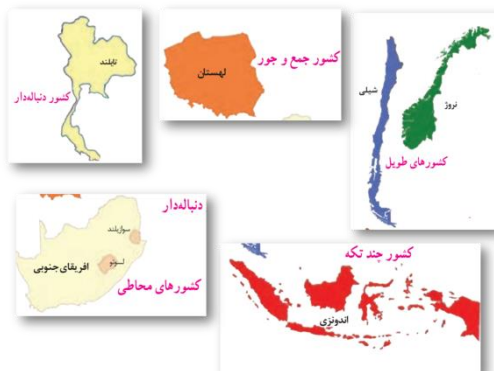 تایلند
کشور دنباله‌دار
کشور جمع و جور
لهستان
شیلی
نروژ
کشورهای طویل
دنباله‌دار
سوازیلند
لسوتو
افریقای جنوبی
کشورهای محاطی
کشور چند تکه
اندونزی